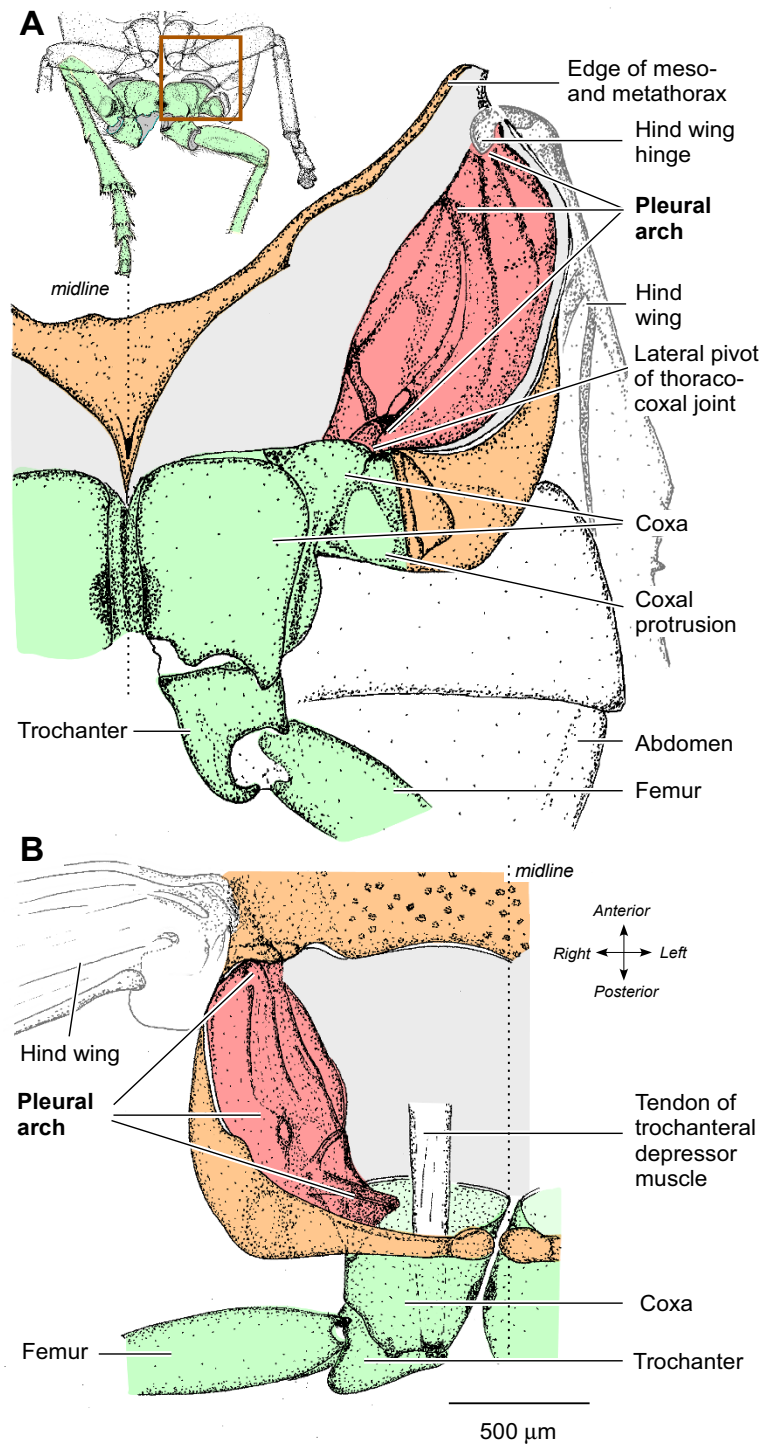 A
Edge of meso-
and metathorax
Hind wing
hinge
Pleural
arch
midline
Hind
wing
Lateral pivot
of thoraco-
coxal joint
Coxa
Coxal
protrusion
Trochanter
Abdomen
Femur
B
midline
Anterior
Right
Left
Posterior
Hind wing
Pleural
arch
Tendon of
trochanteral
depressor
muscle
Coxa
Femur
Trochanter
500 μm